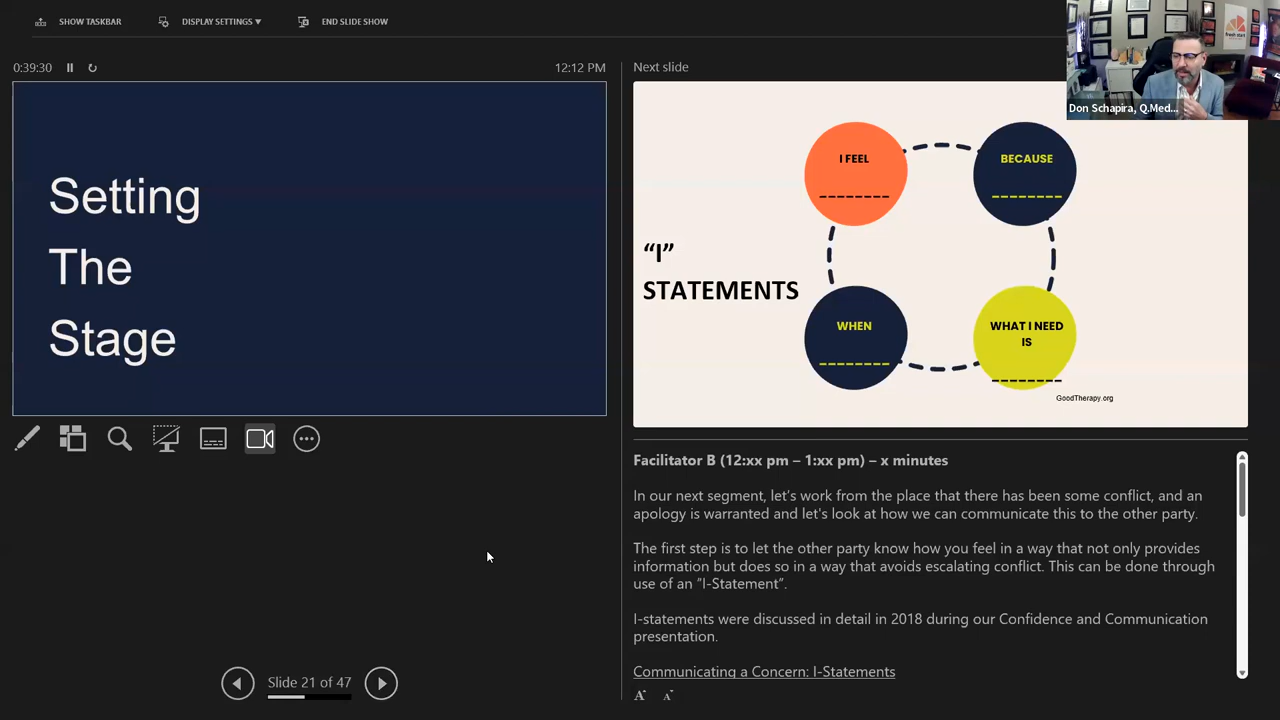 SHOW TASKBAR
DISPLAY SETTINGS ▾
END SLIDE SHOW
0:39:30
12:12 PM
Setting
The
Stage
Slide 21 of 47
Next slide
fresh start
Don Schapira, Q.Med...
I FEEL
BECAUSE
“I”
STATEMENTS
WHEN
WHAT I NEED
IS
GoodTherapy.org
Facilitator B (12:xx pm – 1:xx pm) – x minutes
In our next segment, let's work from the place that there has been some conflict, and an
apology is warranted and let's look at how we can communicate this to the other party.
The first step is to let the other party know how you feel in a way that not only provides
information but does so in a way that avoids escalating conflict. This can be done through
use of an "I-Statement”.
I-statements were discussed in detail in 2018 during our Confidence and Communication
presentation.
Communicating a Concern: I-Statements
A
A